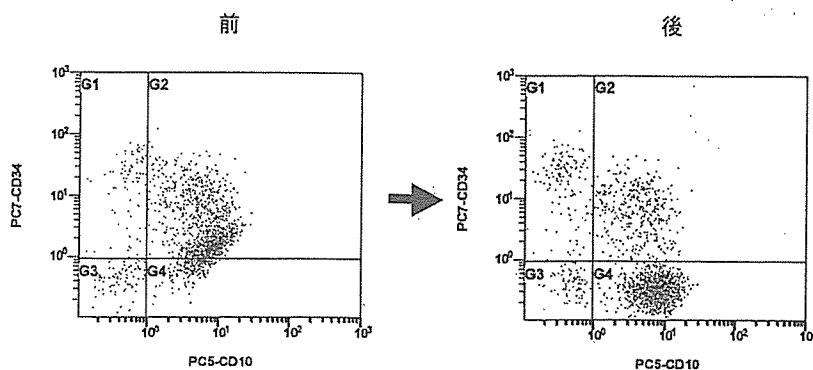 前
後
10³
G1 G2
10²
PC7-CD34
10¹
10⁰
G3 G4
10⁰ 10¹ 10² 10³
PC5-CD10
10³
G1 G2
10²
PC7-CD34
10¹
10⁰
G3 G4
10⁰ 10¹ 10² 10
PC5-CD10